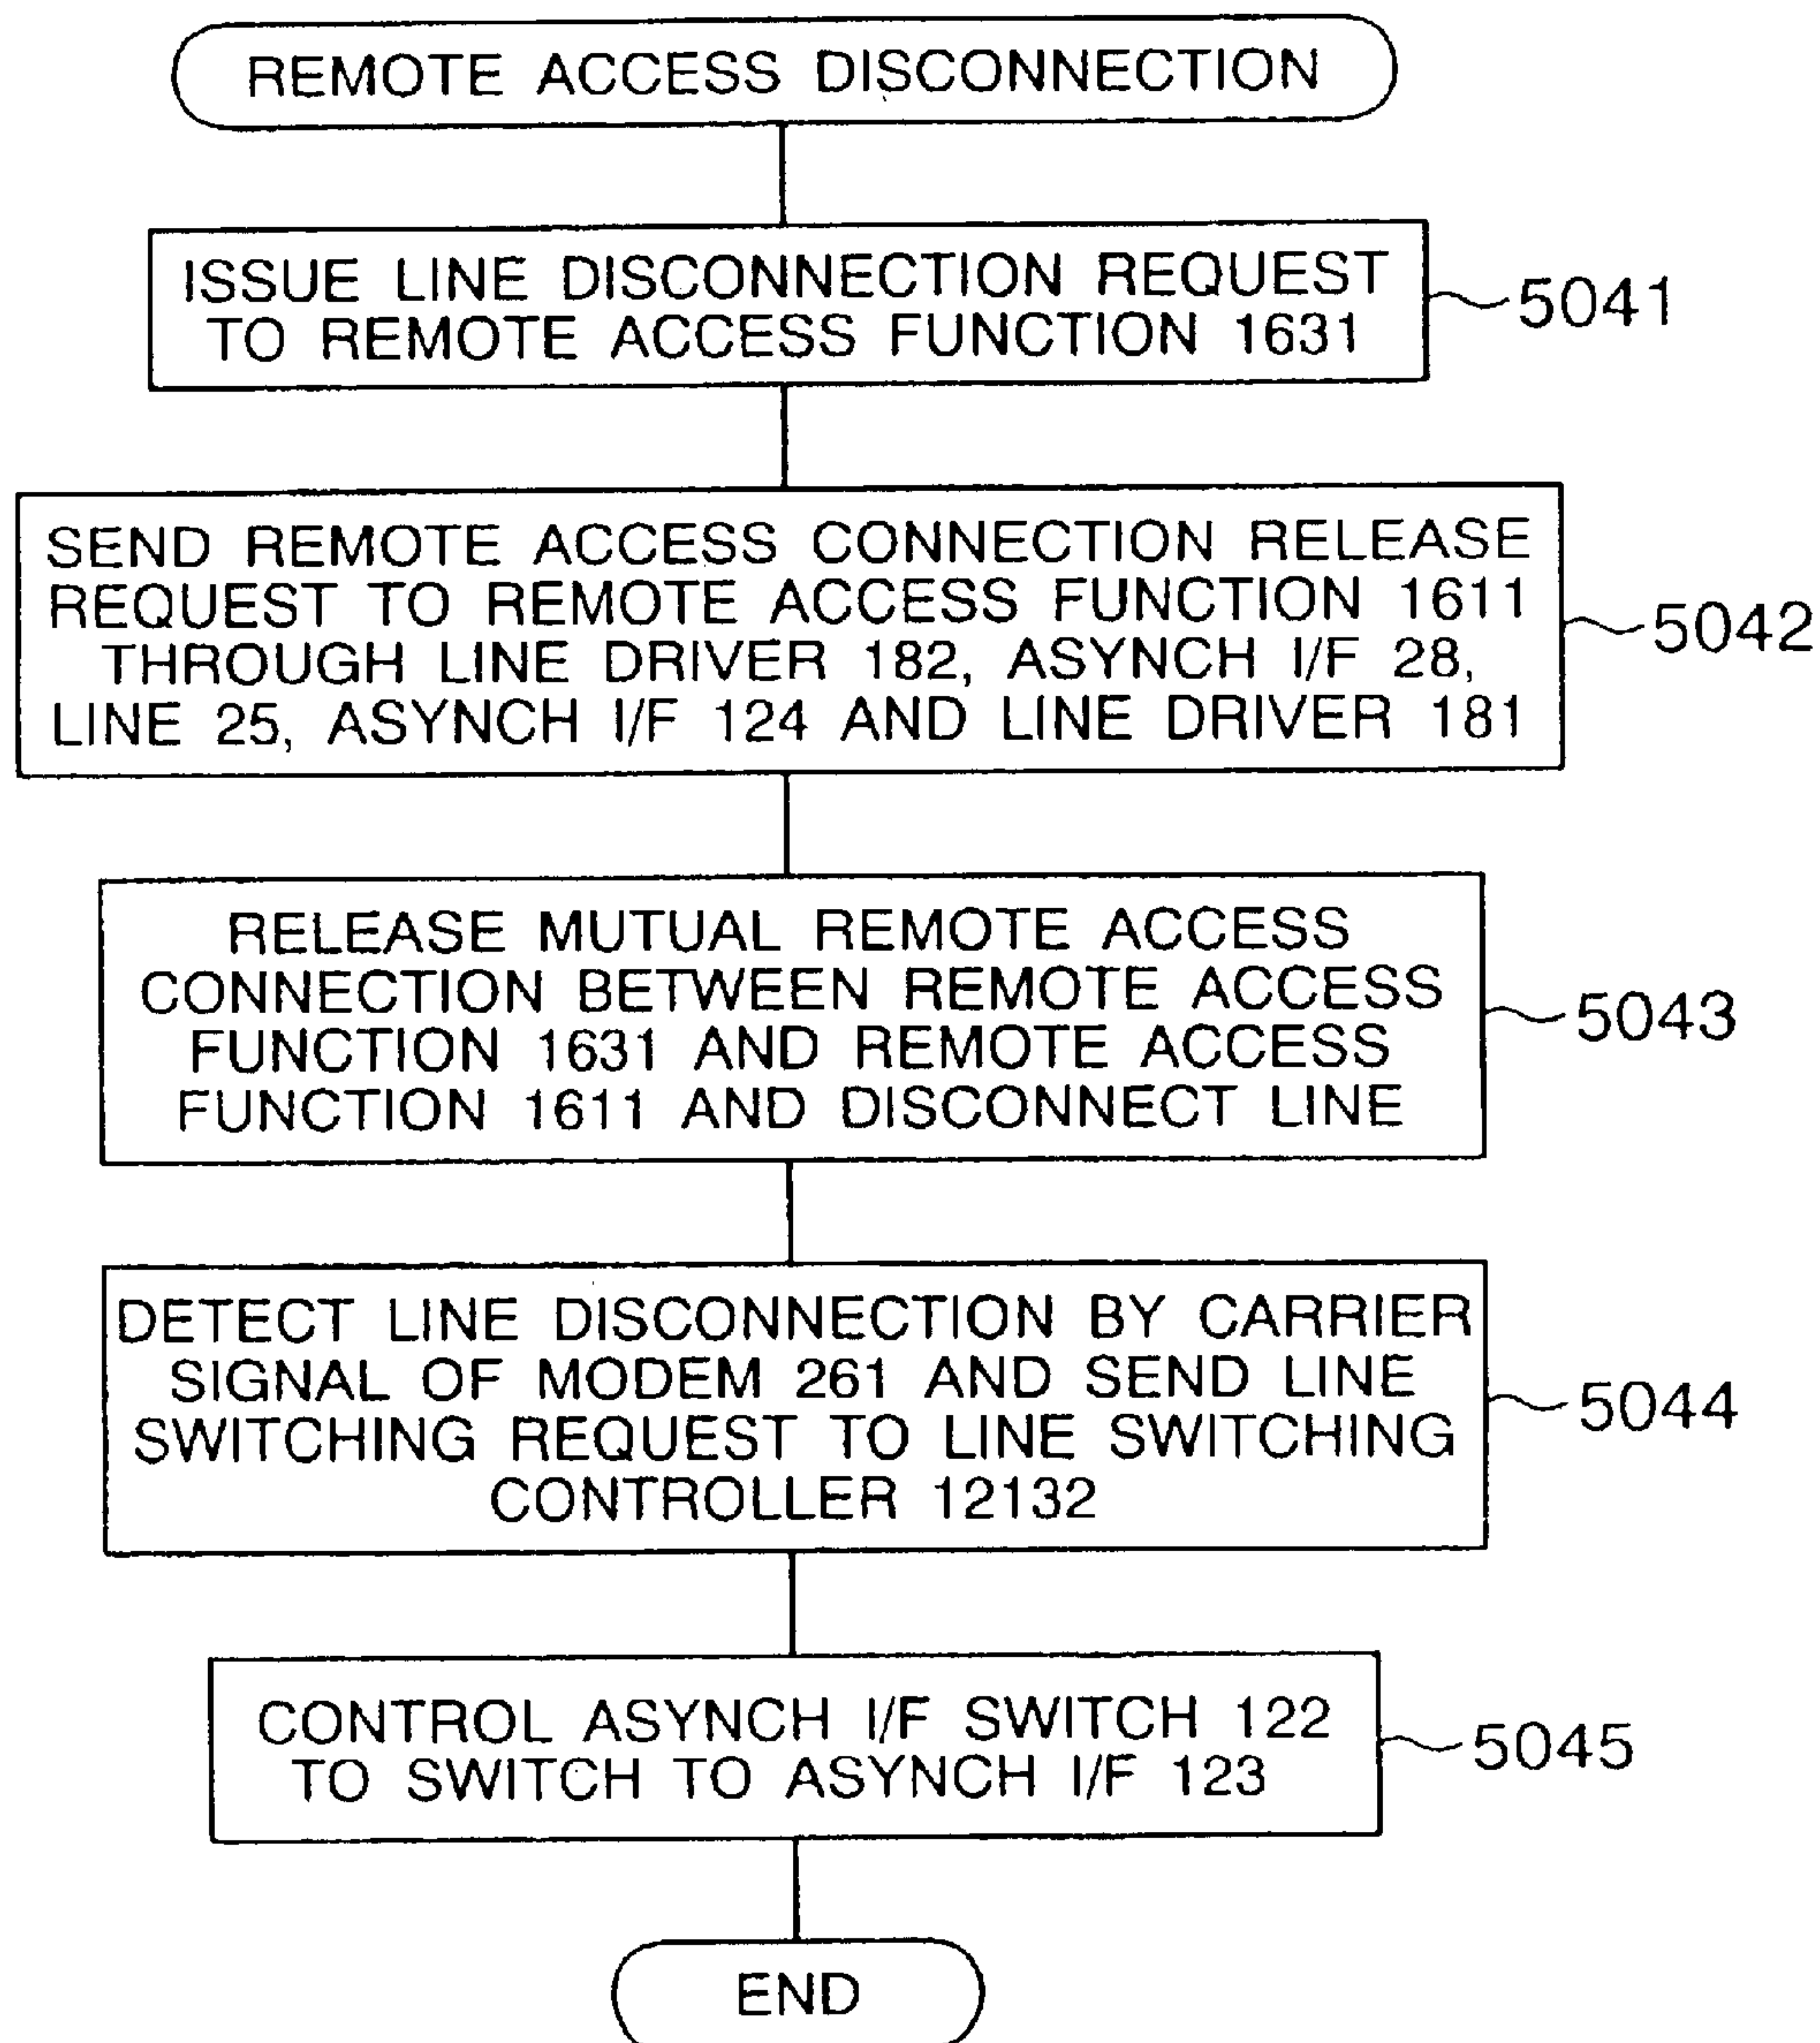 REMOTE ACCESS DISCONNECTION
ISSUE LINE DISCONNECTION REQUEST
TO REMOTE ACCESS FUNCTION 1631
5041
SEND REMOTE ACCESS CONNECTION RELEASE
REQUEST TO REMOTE ACCESS FUNCTION 1611
THROUGH LINE DRIVER 182, ASYNCH I/F 28,
LINE 25, ASYNCH I/F 124 AND LINE DRIVER 181
5042
RELEASE MUTUAL REMOTE ACCESS
CONNECTION BETWEEN REMOTE ACCESS
FUNCTION 1631 AND REMOTE ACCESS
FUNCTION 1611 AND DISCONNECT LINE
5043
DETECT LINE DISCONNECTION BY CARRIER
SIGNAL OF MODEM 261 AND SEND LINE
SWITCHING REQUEST TO LINE SWITCHING
CONTROLLER 12132
5044
CONTROL ASYNCH I/F SWITCH 122
TO SWITCH TO ASYNCH I/F 123
5045
END